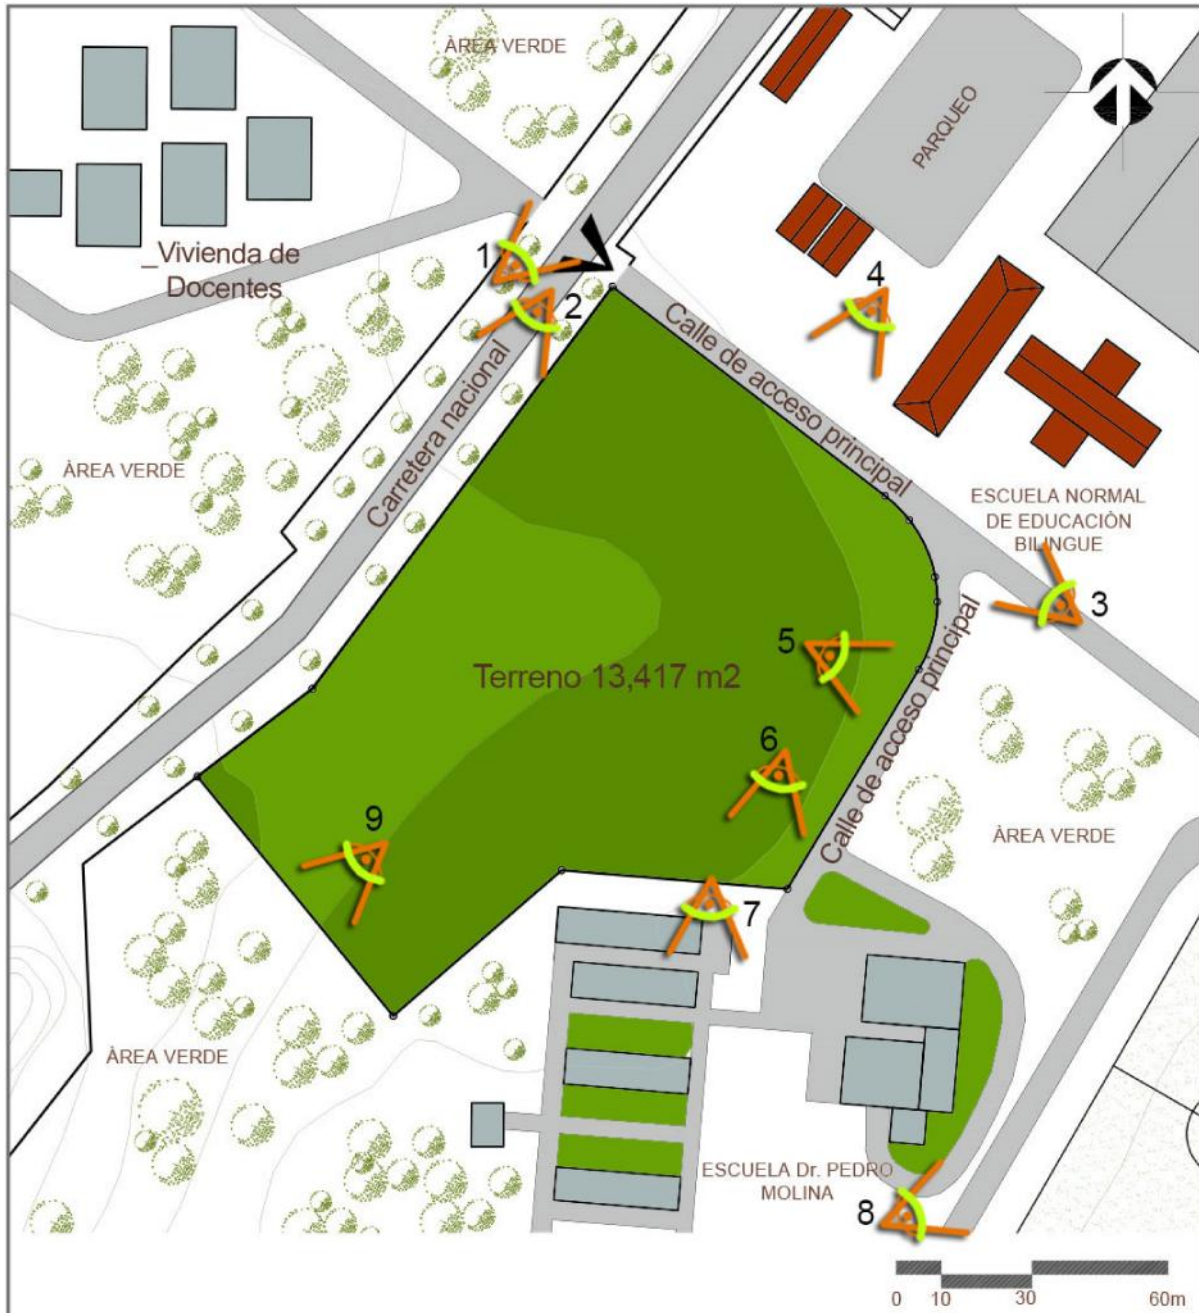 ÀREA VERDE
PARQUEO
_Vivienda de
Docentes
1
2
4
Calle de acceso principal
Carretera nacional
ÀREA VERDE
ESCUELA NORMAL
DE EDUCACIÒN
BILINGUE
3
5
Terreno 13,417 m2
Calle de acceso principal
6
9
ÀREA VERDE
7
ÀREA VERDE
ESCUELA Dr. PEDRO
MOLINA
8
0 10 30 60m